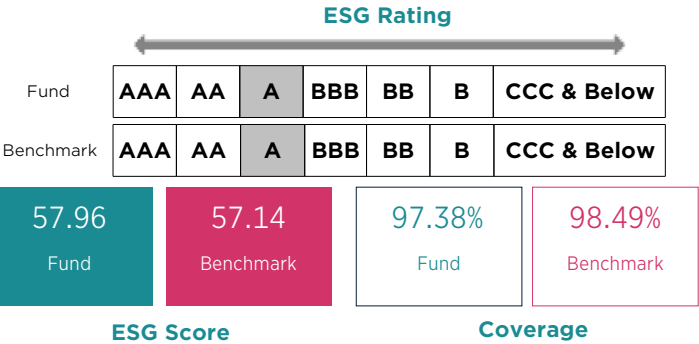 ESG Rating
Fund AAA AA A BBB BB B CCC & Below
Benchmark AAA AA A BBB BB B CCC & Below
57.96 57.14 97.38% 98.49%
Fund Benchmark Fund Benchmark
ESG Score Coverage